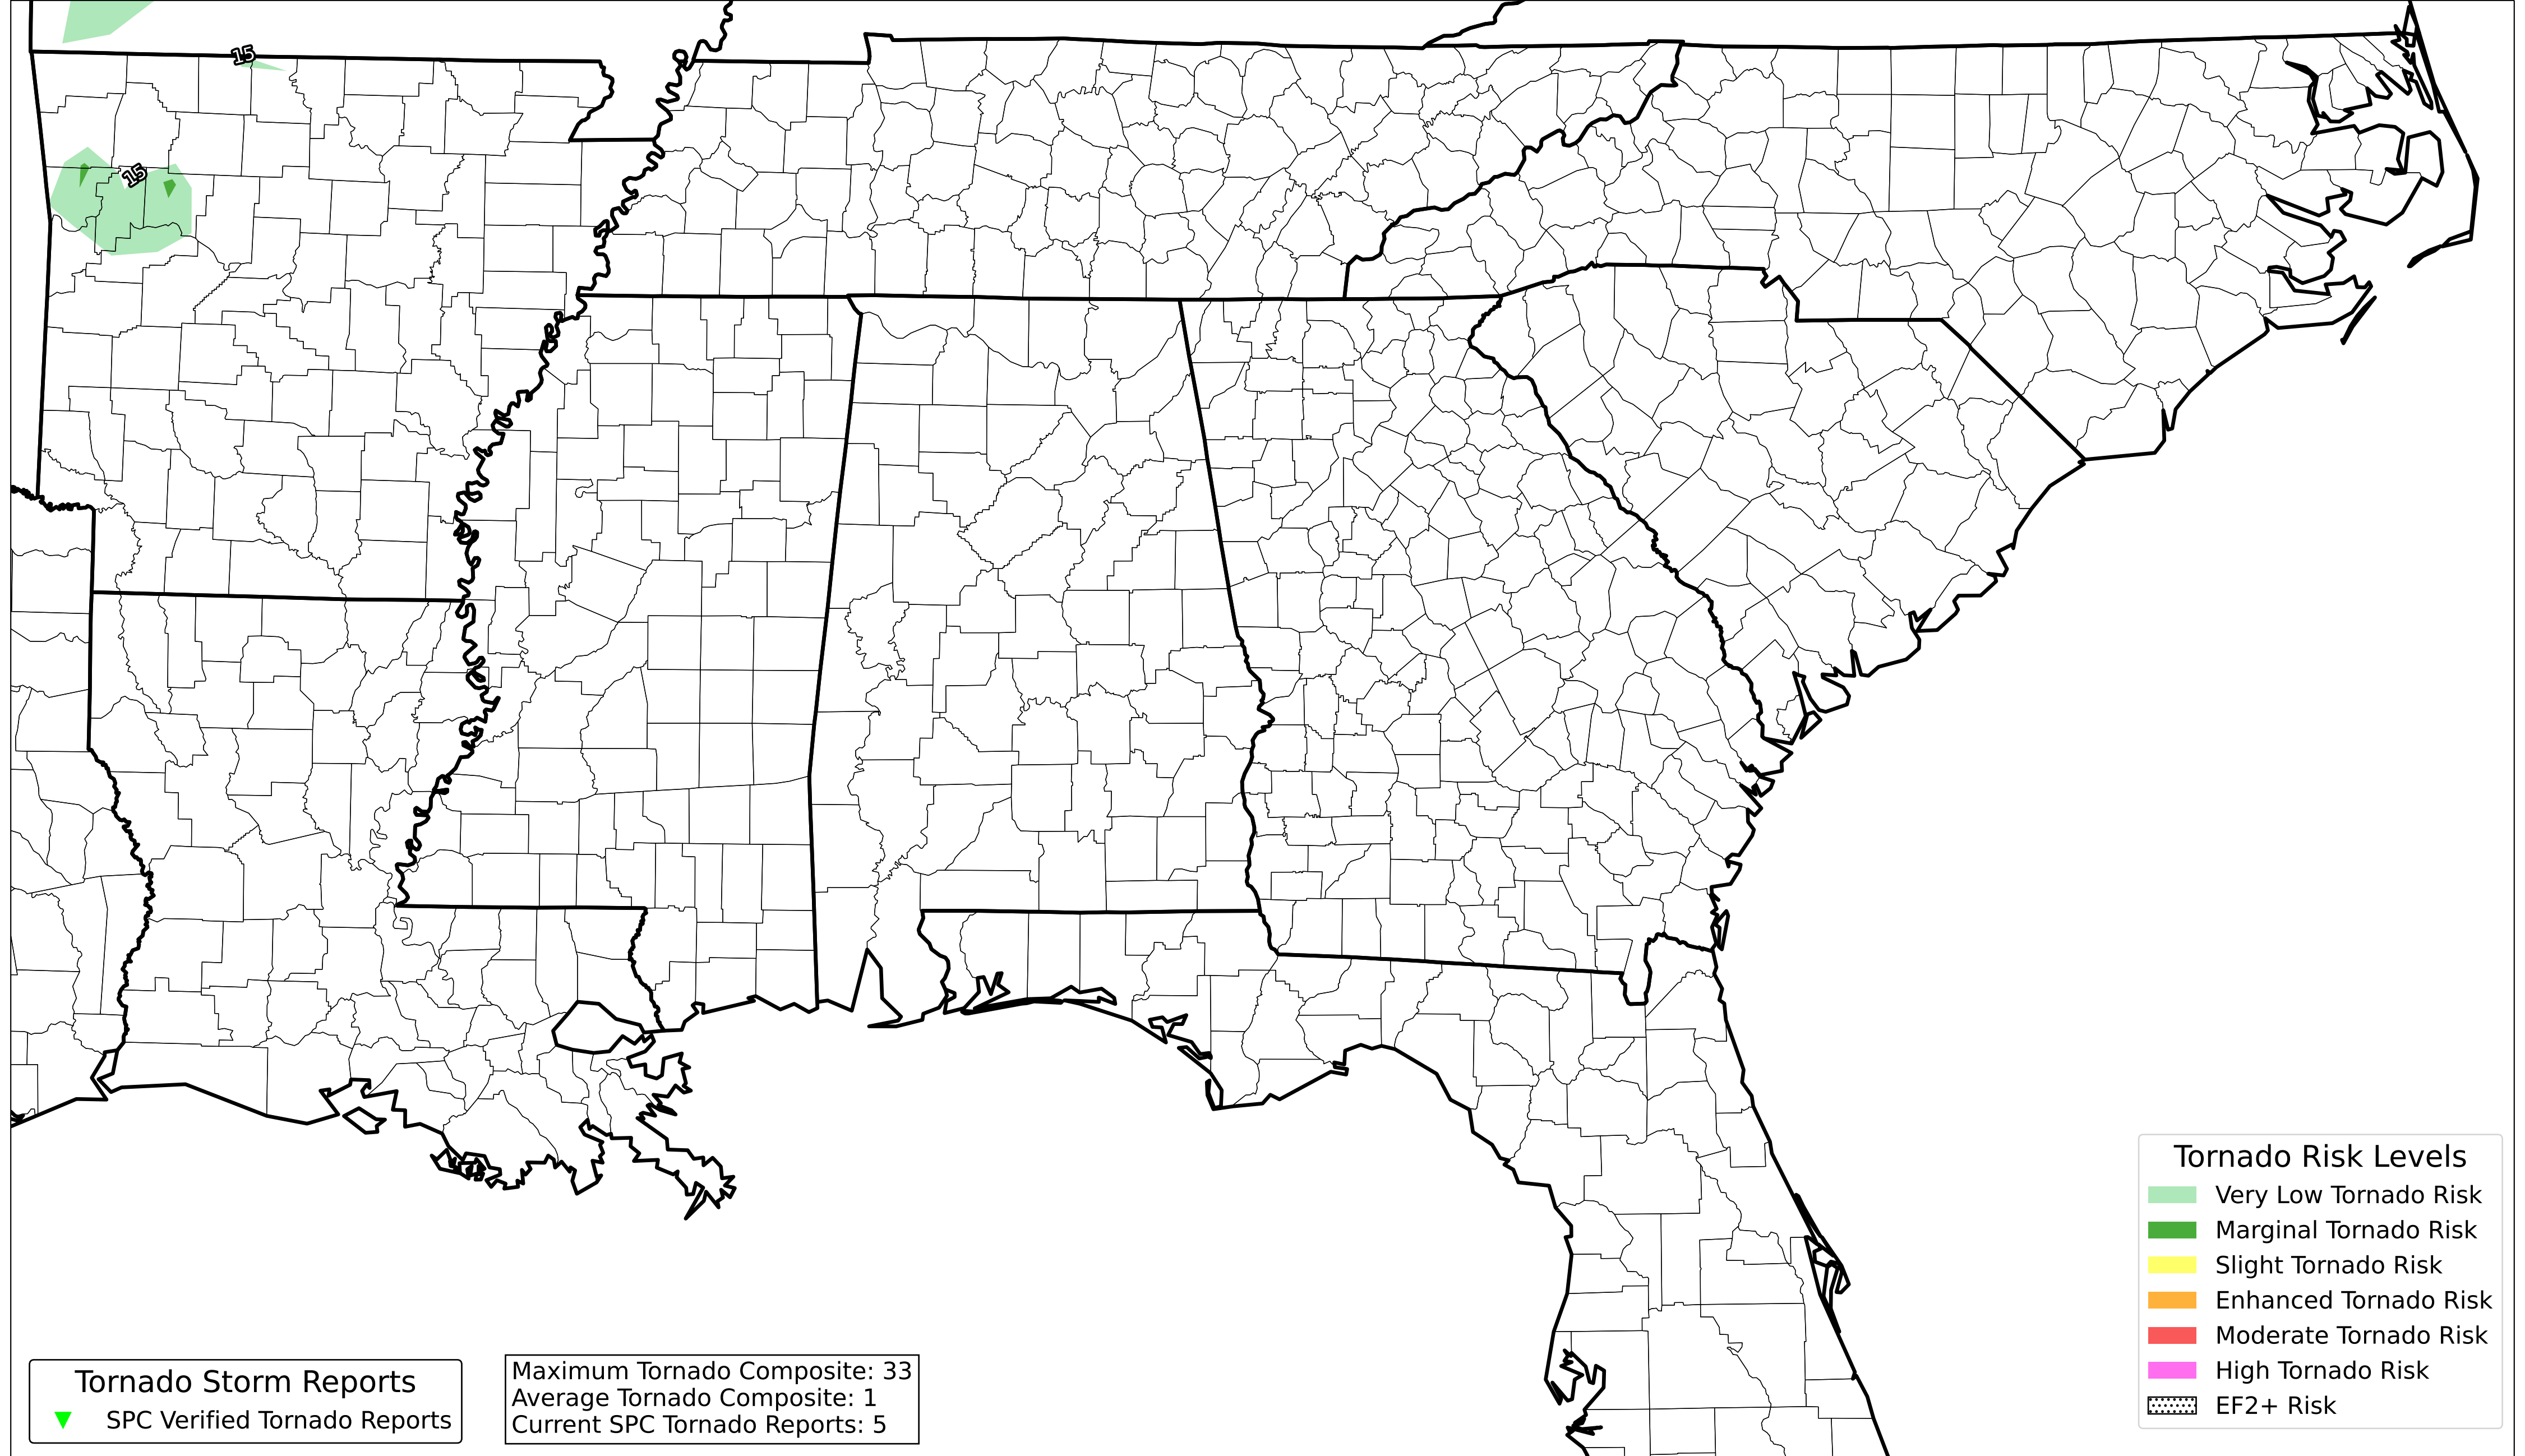 15
15
Tornado Risk Levels
Very Low Tornado Risk
Marginal Tornado Risk
Slight Tornado Risk
Enhanced Tornado Risk
Moderate Tornado Risk
High Tornado Risk
EF2+ Risk
Tornado Storm Reports
SPC Verified Tornado Reports
Maximum Tornado Composite: 33
Average Tornado Composite: 1
Current SPC Tornado Reports: 5